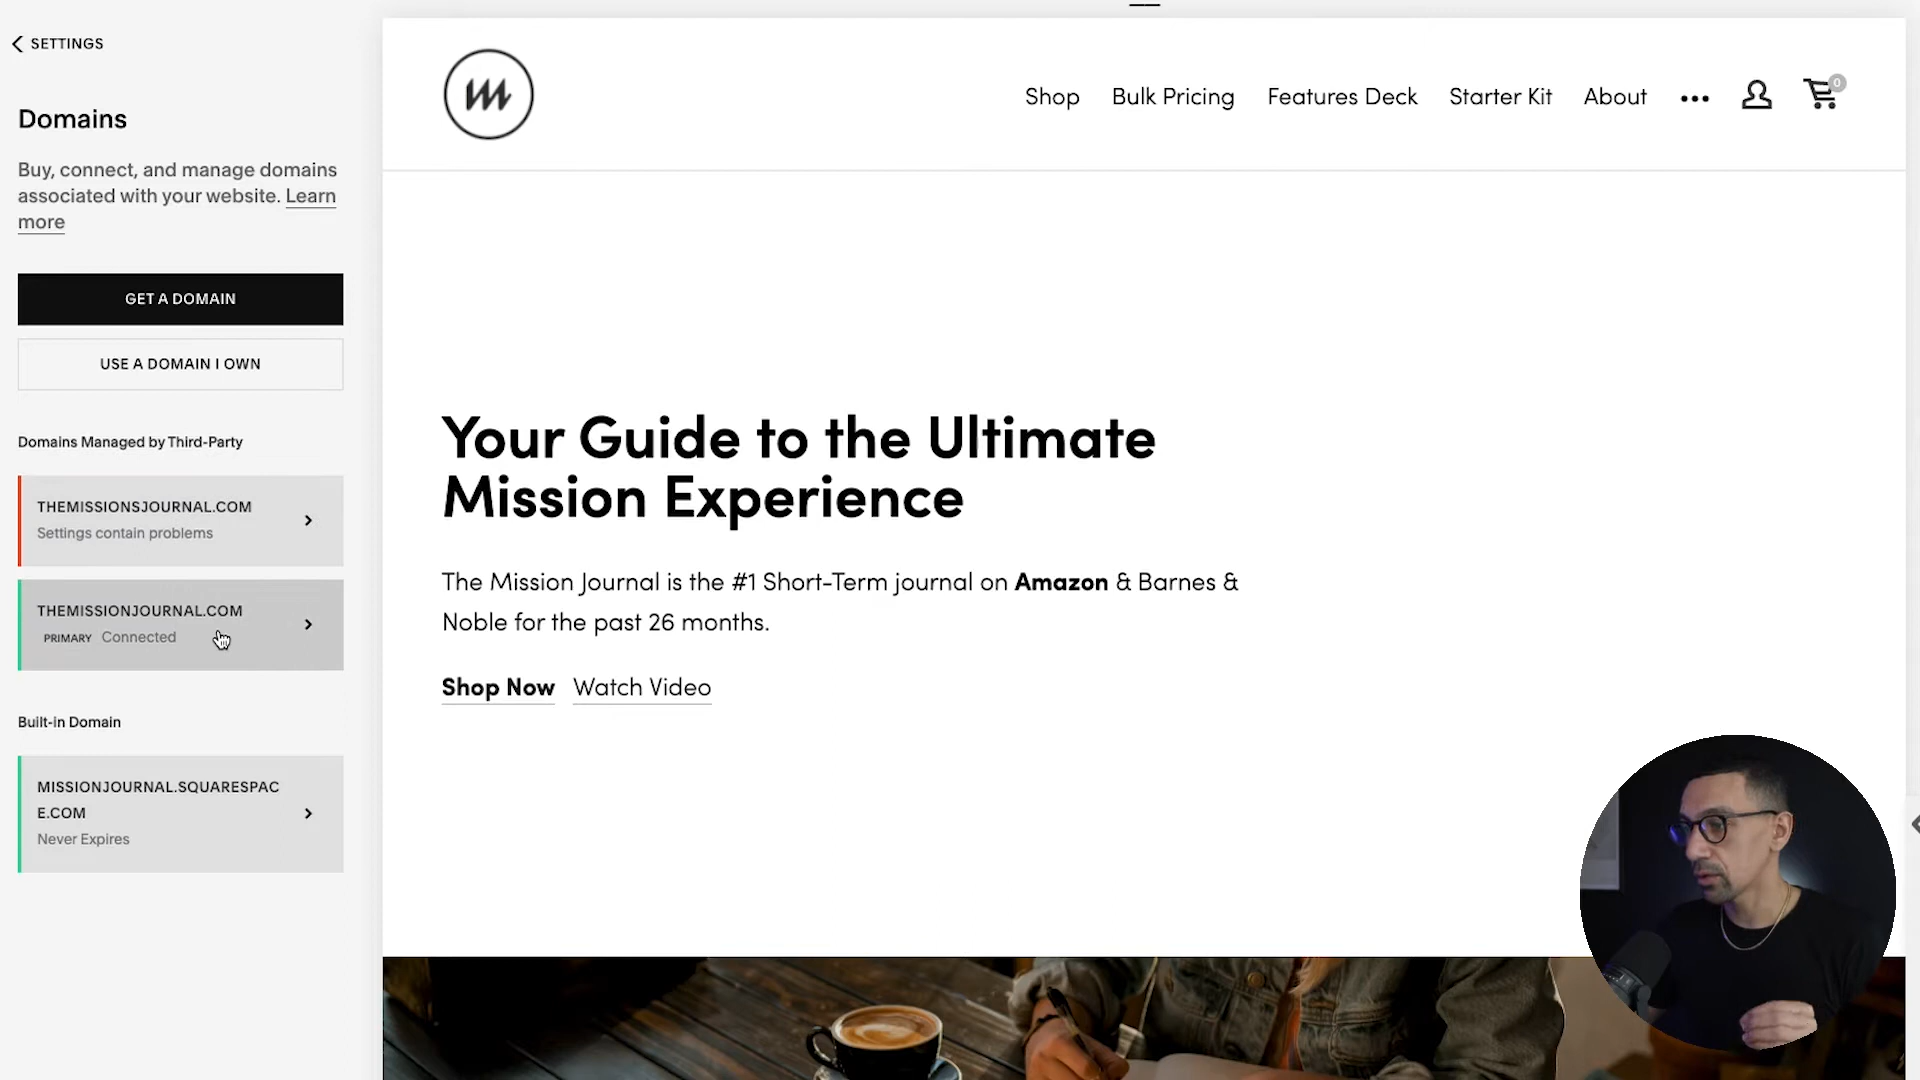 SETTINGS
Domains
Buy, connect, and manage domains
associated with your website. Learn
more
GET A DOMAIN
USE A DOMAIN I OWN
Domains Managed by Third-Party
THEMISSIONSJOURNAL.COM
Settings contain problems
THEMISSIONJOURNAL.COM
PRIMARY Connected
Built-in Domain
MISSIONJOURNAL.SQUARESPAC
E.COM
Never Expires
Shop Bulk Pricing Features Deck Starter Kit About 0
Your Guide to the Ultimate
Mission Experience
The Mission Journal is the #1 Short-Term journal on Amazon & Barnes &
Noble for the past 26 months.
Shop Now Watch Video